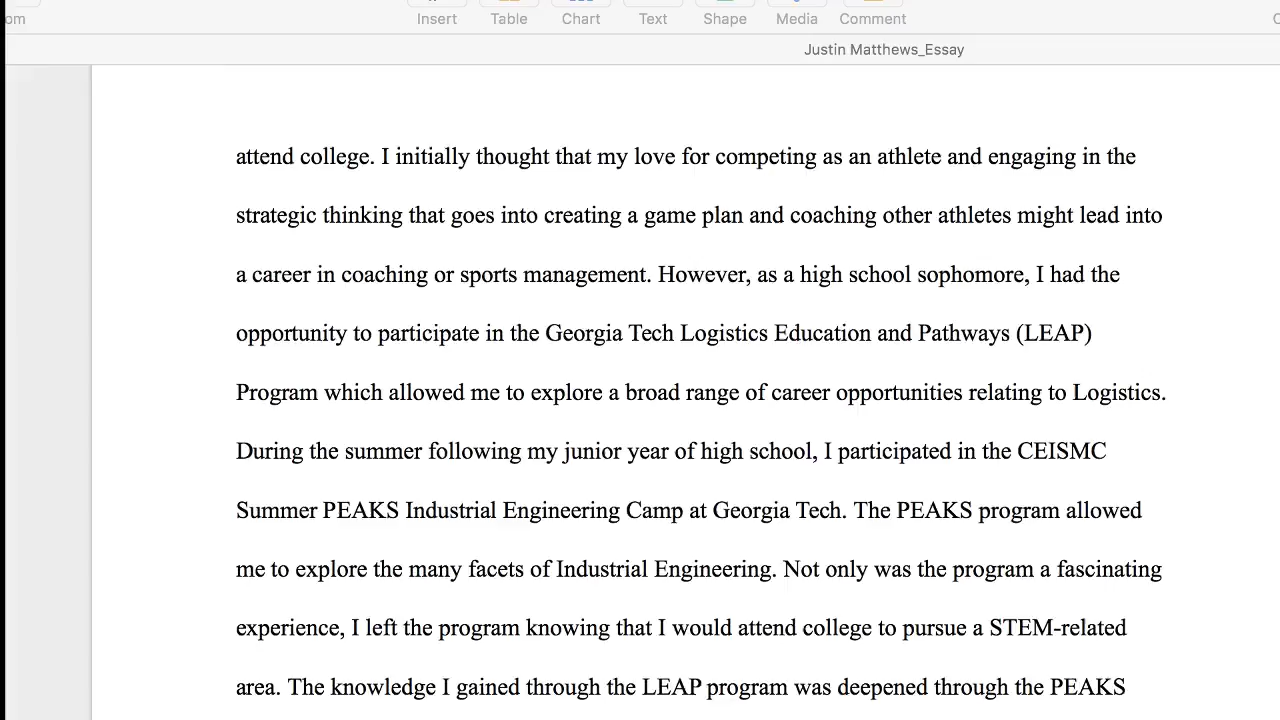 om
Insert Table Chart Text Shape Media Comment
Justin Matthews_Essay
attend college. I initially thought that my love for competing as an athlete and engaging in the
strategic thinking that goes into creating a game plan and coaching other athletes might lead into
a career in coaching or sports management. However, as a high school sophomore, I had the
opportunity to participate in the Georgia Tech Logistics Education and Pathways (LEAP)
Program which allowed me to explore a broad range of career opportunities relating to Logistics.
During the summer following my junior year of high school, I participated in the CEISMC
Summer PEAKS Industrial Engineering Camp at Georgia Tech. The PEAKS program allowed
me to explore the many facets of Industrial Engineering. Not only was the program a fascinating
experience, I left the program knowing that I would attend college to pursue a STEM-related
area. The knowledge I gained through the LEAP program was deepened through the PEAKS